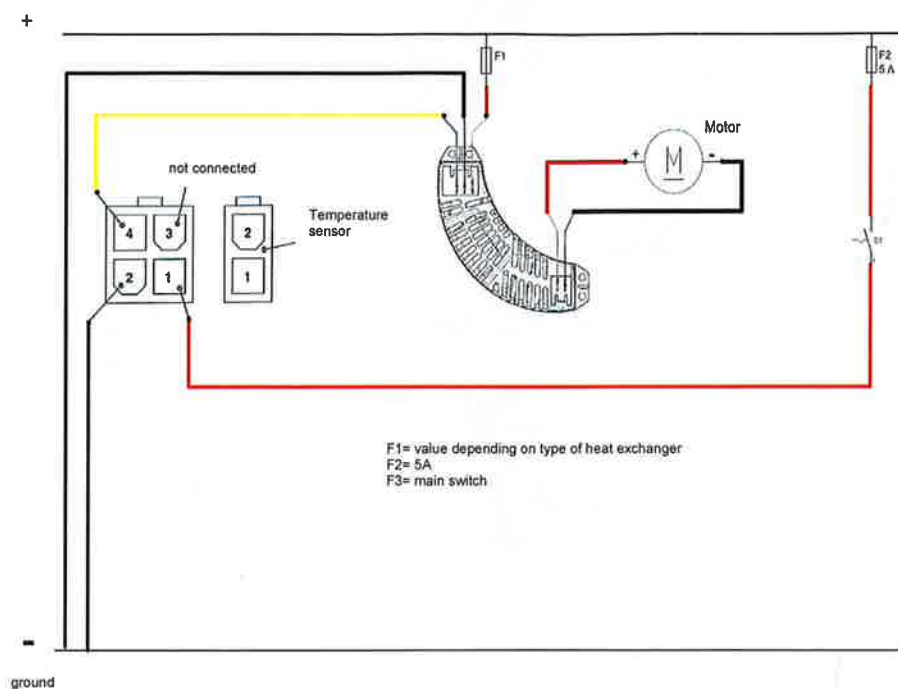 +
F1
F2
5 A
Motor
+
M
-
not connected
4
3
2
1
Temperature
sensor
2
1
S1
F1= value depending on type of heat exchanger
F2= 5A
F3= main switch
-
ground